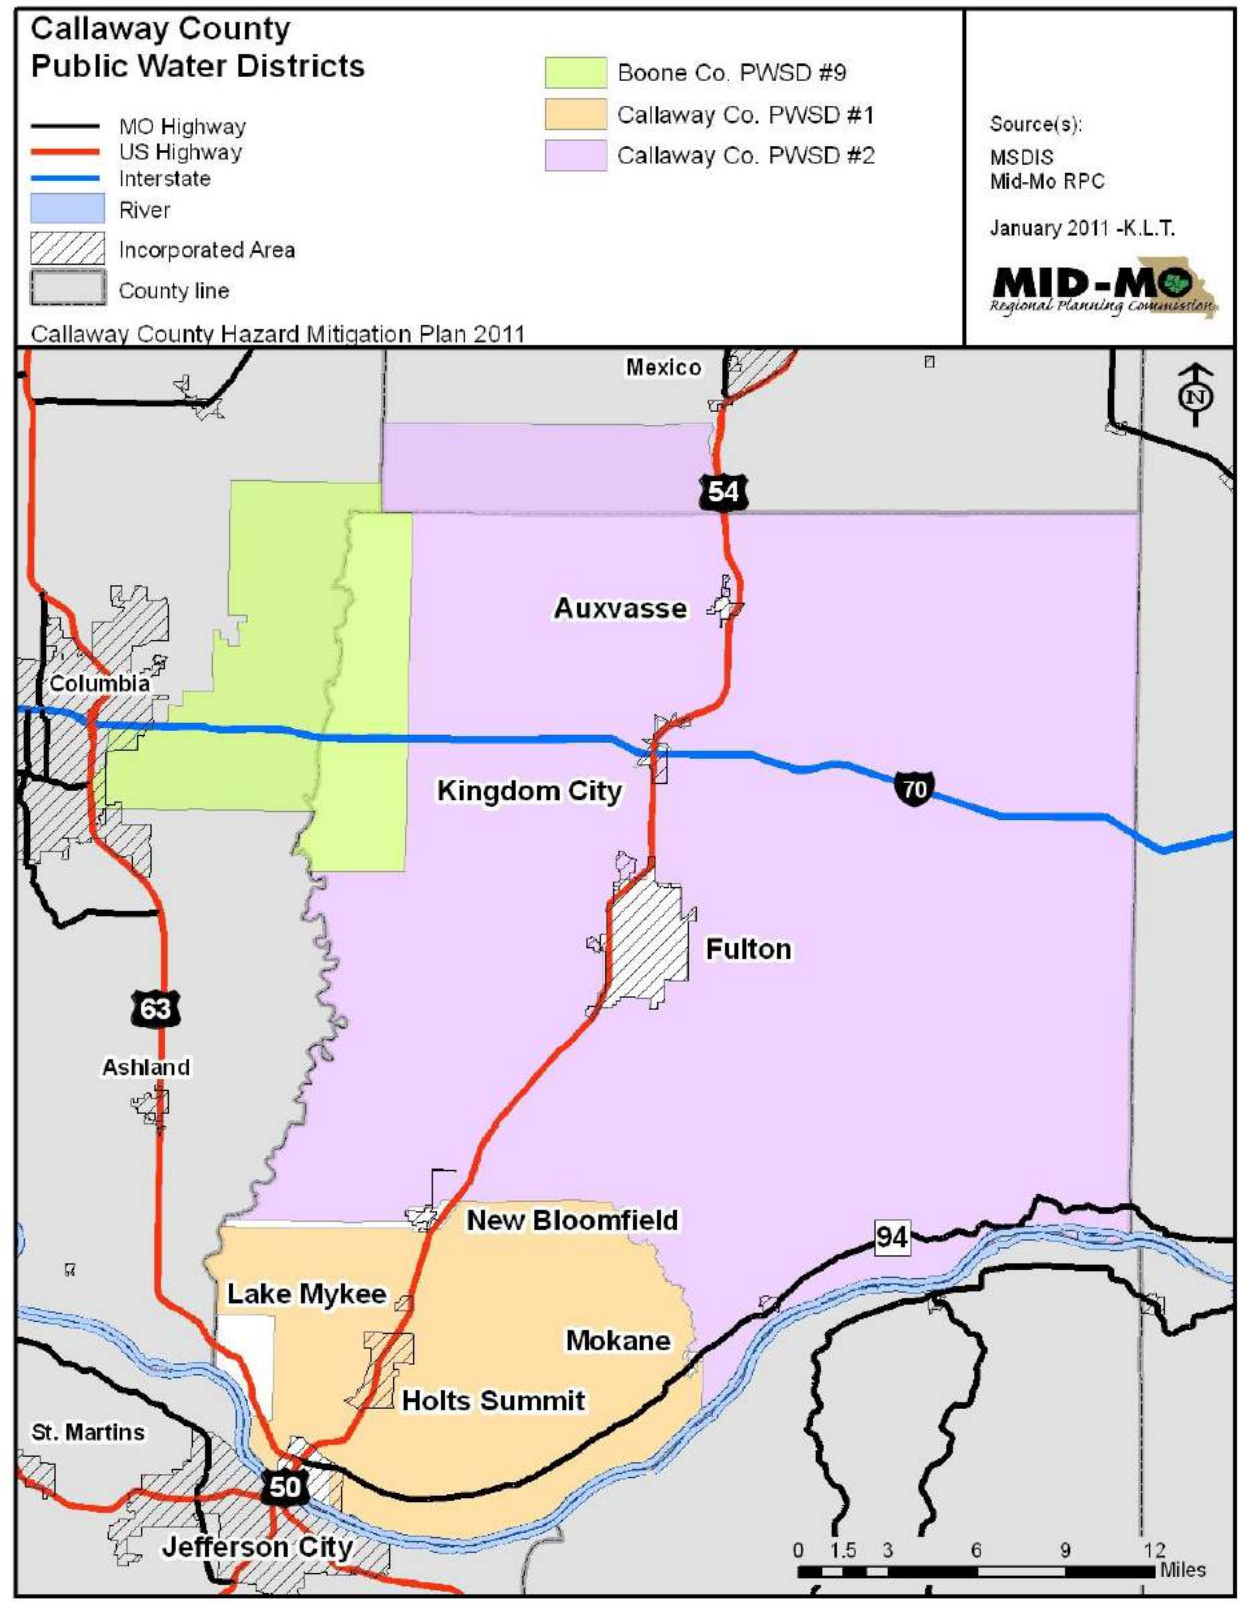 Callaway County
Public Water Districts
MO Highway
US Highway
Interstate
River
Incorporated Area
County line
Callaway County Hazard Mitigation Plan 2011
Boone Co. PWSD #9
Callaway Co. PWSD #1
Callaway Co. PWSD #2
Source(s):
MSDIS
Mid-Mo RPC
January 2011 -K.L.T.
MID-MO
Regional Planning Commission
Mexico
N
54
Auxvasse
Columbia
Kingdom City
70
Fulton
63
Ashland
New Bloomfield
94
Lake Mykee
Mokane
Holts Summit
St. Martins
50
Jefferson City
0 1.5 3 6 9 12
Miles